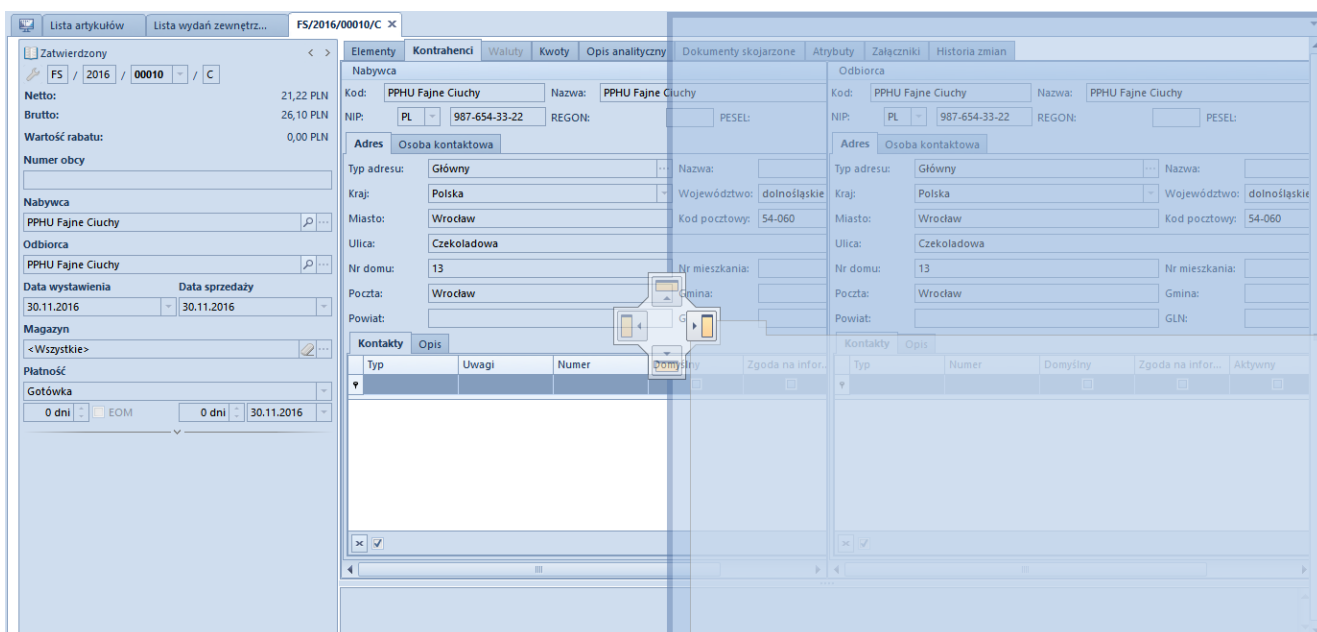 Lista artykułów Lista wydań zewnętrz... FS/2016/00010/C
Zatwierdzony
FS / 2016 / 00010 / C
Netto: 21,22 PLN
Brutto: 26,10 PLN
Wartość rabatu: 0,00 PLN
Numer obcy
Nabywca
PPHU Fajne Ciuchy
Odbiorca
PPHU Fajne Ciuchy
Data wystawienia Data sprzedaży
30.11.2016 30.11.2016
Magazyn
<Wszystkie>
Płatność
Gotówka
0 dni EOM 0 dni 30.11.2016
Elementy Kontrahenci Waluty Kwoty Opis analityczny Dokumenty skojarzone Atrybuty Załączniki Historia zmian
Nabywca
Kod: PPHU Fajne Ciuchy Nazwa: PPHU Fajne Ciuchy
NIP: PL 987-654-33-22 REGON: PESEL:
Adres Osoba kontaktowa
Typ adresu: Główny Nazwa:
Kraj: Polska Województwo: dolnośląskie
Miasto: Wrocław Kod pocztowy: 54-060
Ulica: Czekoladowa
Nr domu: 13 Nr mieszkania:
Poczta: Wrocław Gmina:
Powiat: G
Kontakty Opis
Typ Uwagi Numer Domyślny Zgoda na infor...
Odbiorca
Kod: PPHU Fajne Ciuchy Nazwa: PPHU Fajne Ciuchy
NIP: PL 987-654-33-22 REGON: PESEL:
Adres Osoba kontaktowa
Typ adresu: Główny Nazwa:
Kraj: Polska Województwo: dolnośląskie
Miasto: Wrocław Kod pocztowy: 54-060
Ulica: Czekoladowa
Nr domu: 13 Nr mieszkania:
Poczta: Wrocław Gmina:
Powiat: GLN:
Kontakty Opis
Typ Numer Domyślny Zgoda na infor... Aktywny